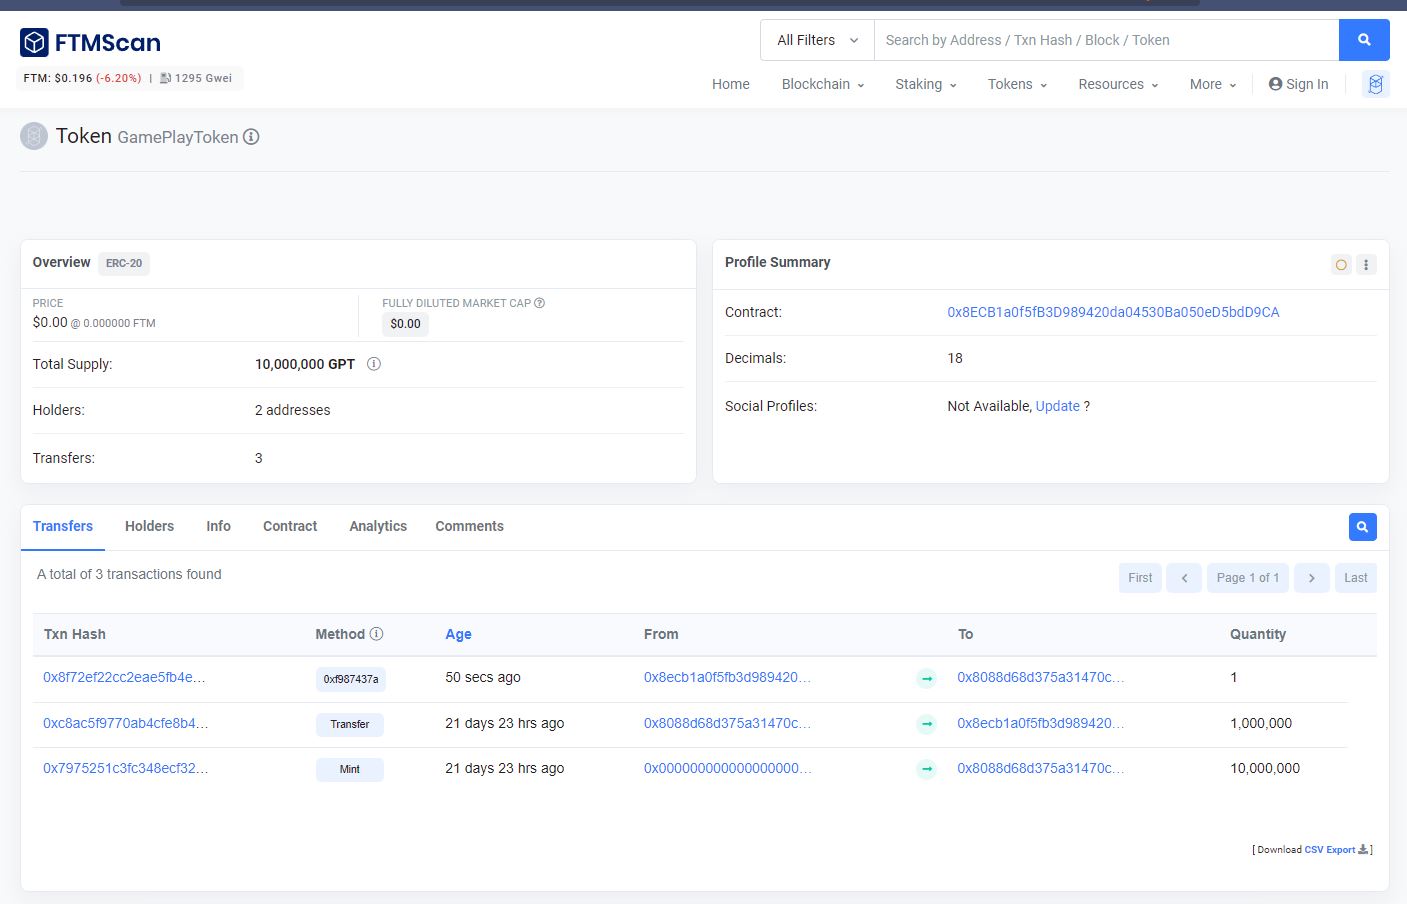 FTMScan
All Filters
Search by Address / Txn Hash / Block / Token
FTM: $0.196 (-6.20%) | 1295 Gwei
Home Blockchain Staking Tokens Resources More Sign In
Token GamePlayToken
Overview ERC-20
PRICE
$0.00 @ 0.000000 FTM
FULLY DILUTED MARKET CAP
$0.00
Total Supply: 10,000,000 GPT
Holders: 2 addresses
Transfers: 3
Profile Summary
Contract: 0x8ECB1a0f5fB3D989420da04530Ba050eD5bdD9CA
Decimals: 18
Social Profiles: Not Available, Update ?
Transfers Holders Info Contract Analytics Comments
A total of 3 transactions found
First Page 1 of 1 Last
Txn Hash Method Age From To Quantity
0x8f72ef22cc2eae5fb4e... 0xf987437a 50 secs ago 0x8ecb1a0f5fb3d989420... 0x8088d68d375a31470c... 1
0xc8ac5f9770ab4cfe8b4... Transfer 21 days 23 hrs ago 0x8088d68d375a31470c... 0x8ecb1a0f5fb3d989420... 1,000,000
0x7975251c3fc348ecf32... Mint 21 days 23 hrs ago 0x000000000000000000... 0x8088d68d375a31470c... 10,000,000
[ Download CSV Export ]